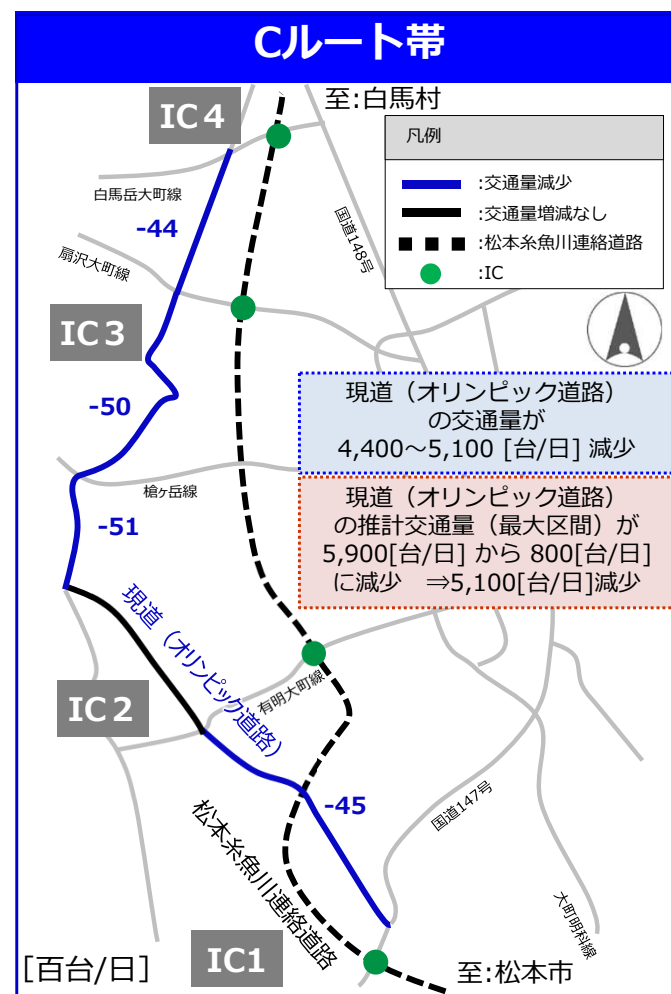 Cルート帯
至:白馬村
IC４
凡例
:交通量減少
:交通量増減なし
:松本糸魚川連絡道路
:IC
白馬岳大町線
-44
国道148号
扇沢大町線
IC３
-50
現道（オリンピック道路）
の交通量が
4,400～5,100 [台/日] 減少
槍ヶ岳線
-51
現道（オリンピック道路）
の推計交通量（最大区間）が
5,900[台/日] から 800[台/日]
に減少　⇒5,100[台/日]減少
現道（オリンピック道路）
IC２
有明大町線
-45
国道147号
松本糸魚川連絡道路
大町明科線
[百台/日]
IC1
至:松本市